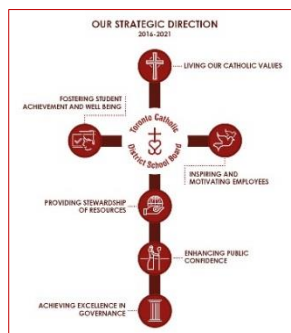 OUR STRATEGIC DIRECTION
2016-2021
LIVING OUR CATHOLIC VALUES
FOSTERING STUDENT
ACHIEVEMENT AND WELL BEING
Toronto Catholic
District School Board
INSPIRING AND
MOTIVATING EMPLOYEES
PROVIDING STEWARDSHIP
OF RESOURCES
ENHANCING PUBLIC
CONFIDENCE
ACHIEVING EXCELLENCE IN
GOVERNANCE